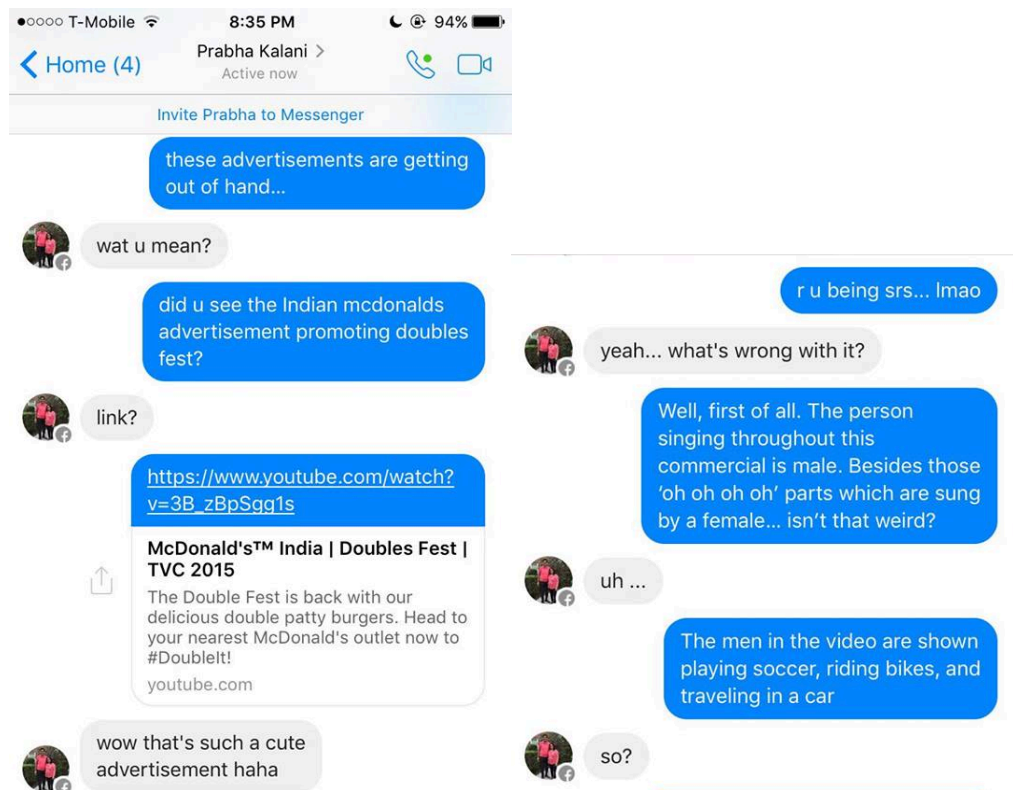 T-Mobile 8:35 PM 94%
Home (4) Prabha Kalani >
Active now
Invite Prabha to Messenger
these advertisements are getting
out of hand...
wat u mean?
did u see the Indian mcdonalds
advertisement promoting doubles
fest?
link?
https://www.youtube.com/watch?
v=3B_zBpSgg1s
McDonald's™ India | Doubles Fest |
TVC 2015
The Double Fest is back with our
delicious double patty burgers. Head to
your nearest McDonald's outlet now to
#DoubleIt!
youtube.com
wow that's such a cute
advertisement haha
r u being srs... lmao
yeah... what's wrong with it?
Well, first of all. The person
singing throughout this
commercial is male. Besides those
‘oh oh oh oh’ parts which are sung
by a female... isn’t that weird?
uh ...
The men in the video are shown
playing soccer, riding bikes, and
traveling in a car
so?